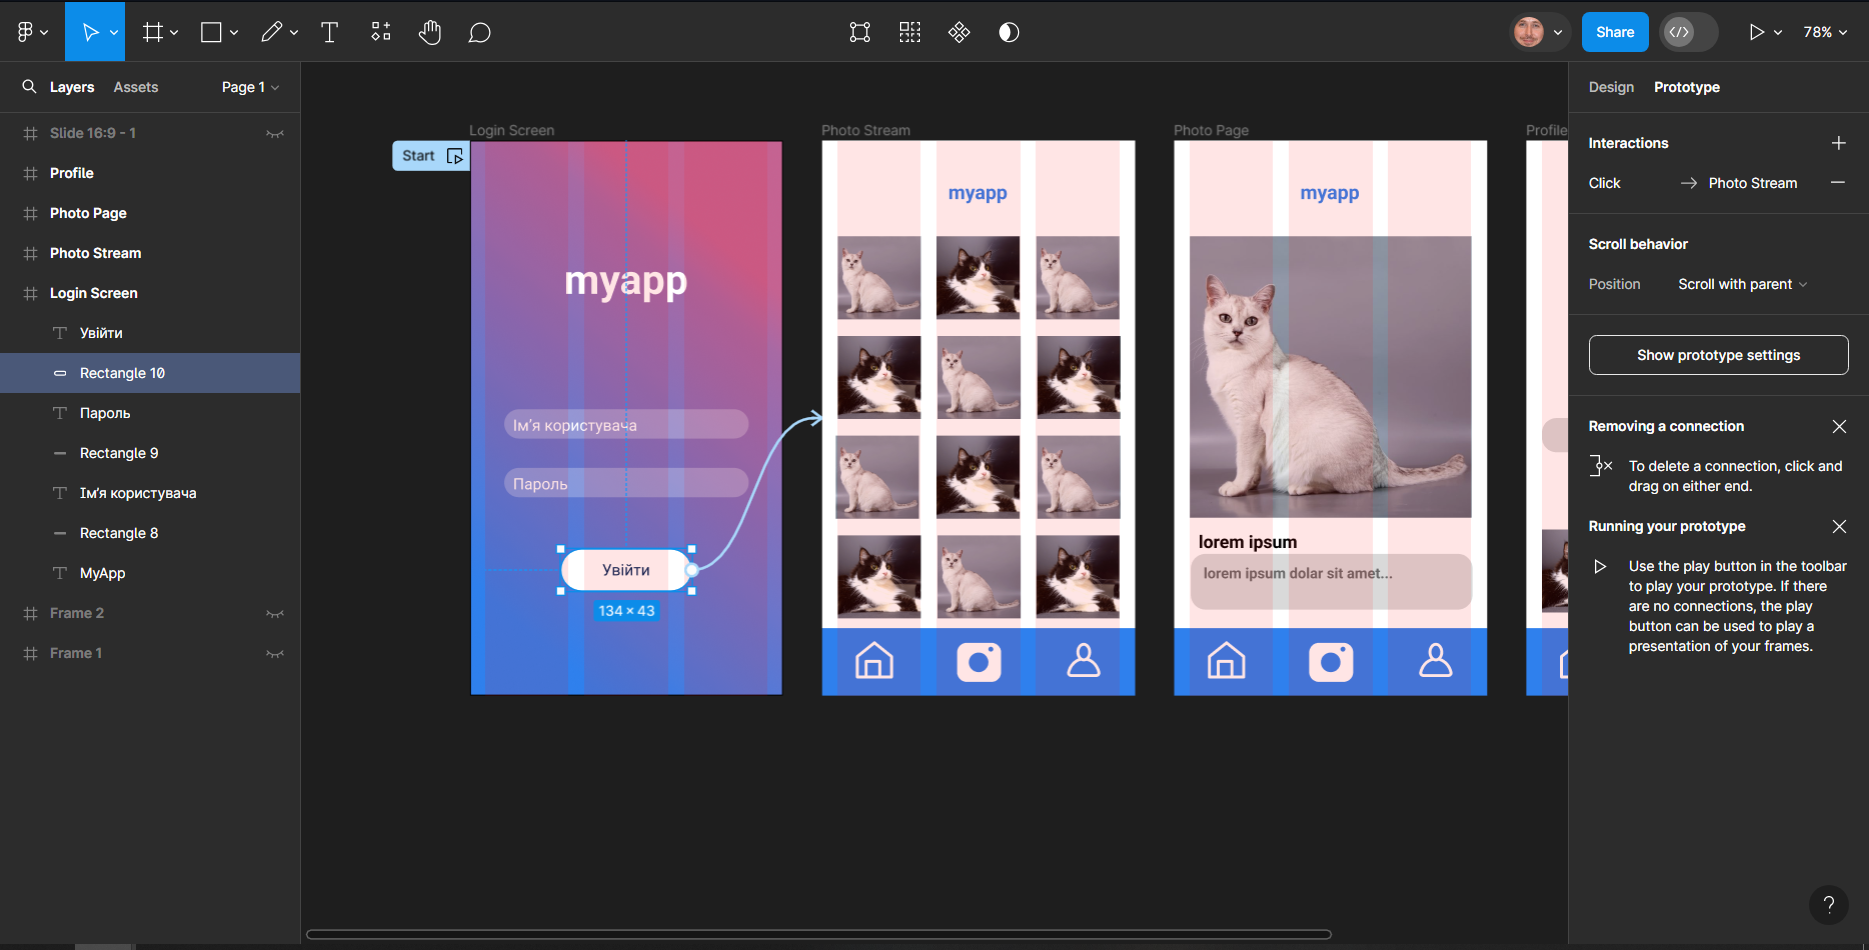 Share
78%
Layers
Assets
Page 1
Slide 16:9 - 1
Profile
Photo Page
Photo Stream
Login Screen
Увійти
Rectangle 10
Пароль
Rectangle 9
Ім'я користувача
Rectangle 8
MyApp
Frame 2
Frame 1
Login Screen
Start
myapp
Ім'я користувача
Пароль
Увійти
134 × 43
Photo Stream
myapp
Photo Page
myapp
lorem ipsum
lorem ipsum dolar sit amet...
Profile
Design
Prototype
Interactions
Click
Photo Stream
Scroll behavior
Position
Scroll with parent
Show prototype settings
Removing a connection
To delete a connection, click and
drag on either end.
Running your prototype
Use the play button in the toolbar
to play your prototype. If there
are no connections, the play
button can be used to play a
presentation of your frames.
?